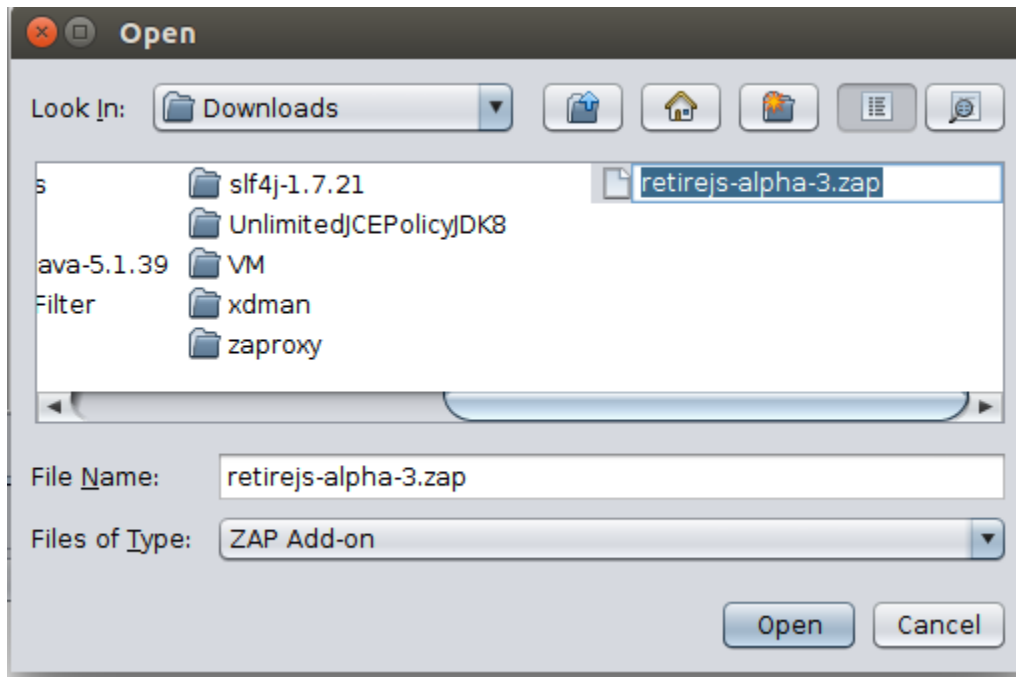 Open
Look In: Downloads
s slf4j-1.7.21 retirejs-alpha-3.zap
UnlimitedJCEPolicyJDK8
ava-5.1.39 VM
Filter xdman
zaproxy
File Name: retirejs-alpha-3.zap
Files of Type: ZAP Add-on
Open Cancel